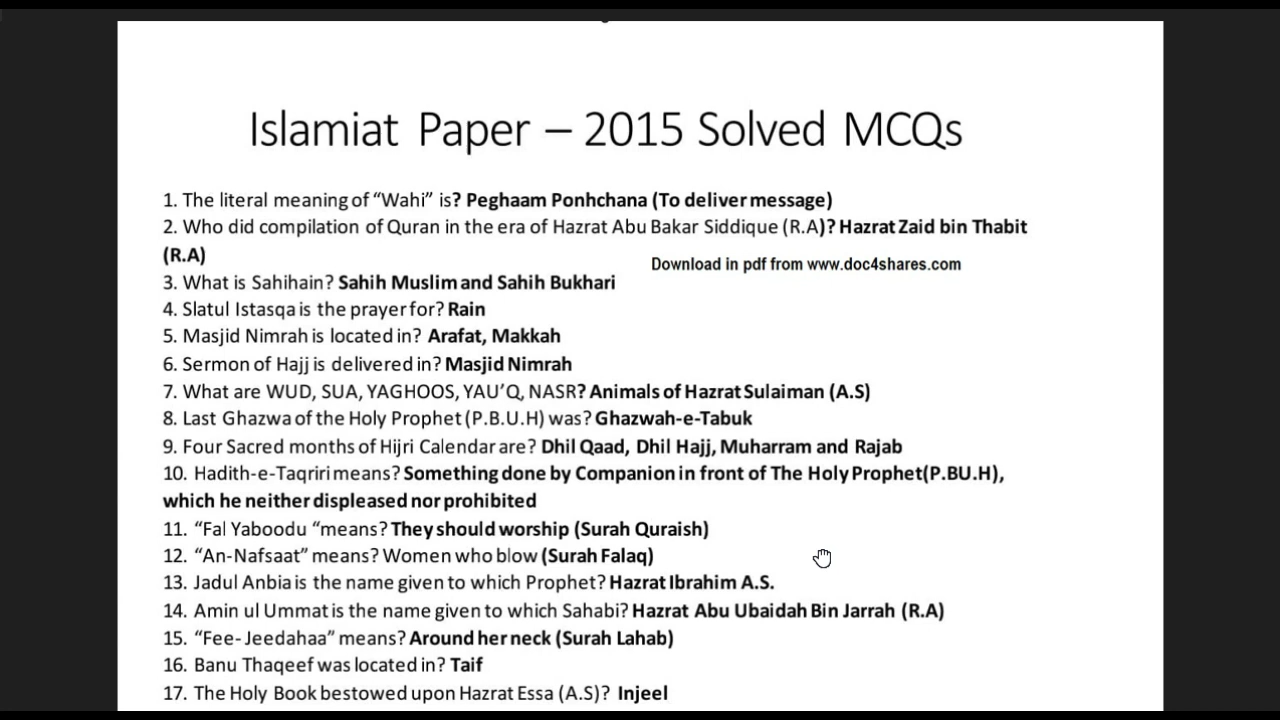 Islamiat Paper – 2015 Solved MCQs
1. The literal meaning of “Wahi” is? Peghaam Ponhchana (To deliver message)
2. Who did compilation of Quran in the era of Hazrat Abu Bakar Siddique (R.A)? Hazrat Zaid bin Thabit
(R.A)
Download in pdf from www.doc4shares.com
3. What is Sahihain? Sahih Muslim and Sahih Bukhari
4. Slatul Istasqa is the prayer for? Rain
5. Masjid Nimrah is located in? Arafat, Makkah
6. Sermon of Hajj is delivered in? Masjid Nimrah
7. What are WUD, SUA, YAGHOOS, YAU’Q, NASR? Animals of Hazrat Sulaiman (A.S)
8. Last Ghazwa of the Holy Prophet (P.B.U.H) was? Ghazwah-e-Tabuk
9. Four Sacred months of Hijri Calendar are? Dhil Qaad, Dhil Hajj, Muharram and Rajab
10. Hadith-e-Taqriri means? Something done by Companion in front of The Holy Prophet(P.BU.H),
which he neither displeased nor prohibited
11. “Fal Yaboodu “means? They should worship (Surah Quraish)
12. “An-Nafsaat” means? Women who blow (Surah Falaq)
13. Jadul Anbia is the name given to which Prophet? Hazrat Ibrahim A.S.
14. Amin ul Ummat is the name given to which Sahabi? Hazrat Abu Ubaidah Bin Jarrah (R.A)
15. “Fee- Jeedahaa” means? Around her neck (Surah Lahab)
16. Banu Thaqeef was located in? Taif
17. The Holy Book bestowed upon Hazrat Essa (A.S)? Injeel